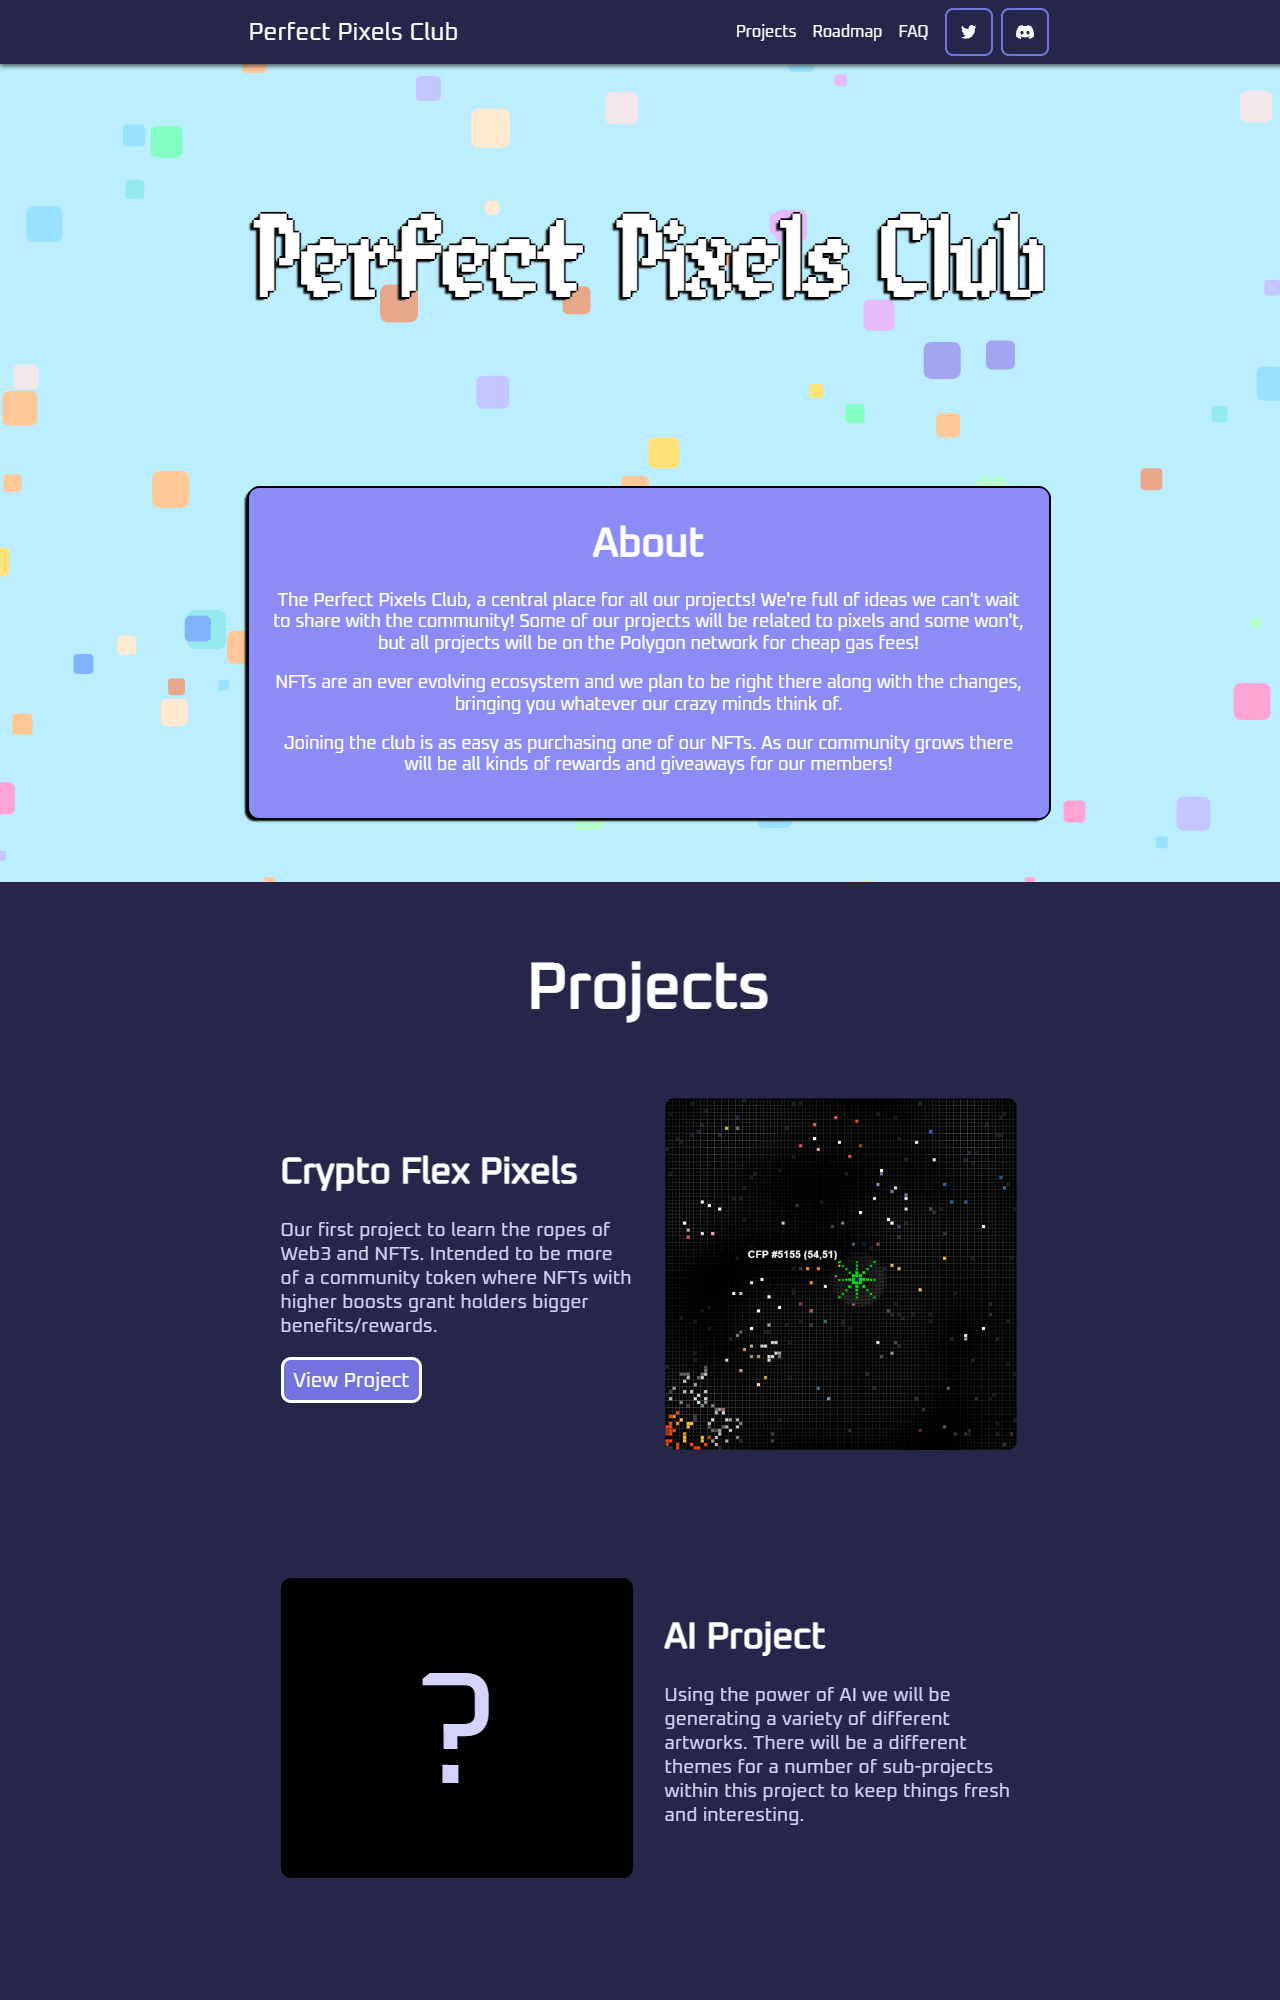 Perfect Pixels Club
Projects Roadmap FAQ
Perfect Pixels Club
About
The Perfect Pixels Club, a central place for all our projects! We're full of ideas we can't wait
to share with the community! Some of our projects will be related to pixels and some won't,
but all projects will be on the Polygon network for cheap gas fees!
NFTs are an ever evolving ecosystem and we plan to be right there along with the changes,
bringing you whatever our crazy minds think of.
Joining the club is as easy as purchasing one of our NFTs. As our community grows there
will be all kinds of rewards and giveaways for our members!
Projects
Crypto Flex Pixels
Our first project to learn the ropes of
Web3 and NFTs. Intended to be more
of a community token where NFTs with
higher boosts grant holders bigger
benefits/rewards.
View Project
CFP #5155 (54,51)
?
AI Project
Using the power of AI we will be
generating a variety of different
artworks. There will be a different
themes for a number of sub-projects
within this project to keep things fresh
and interesting.